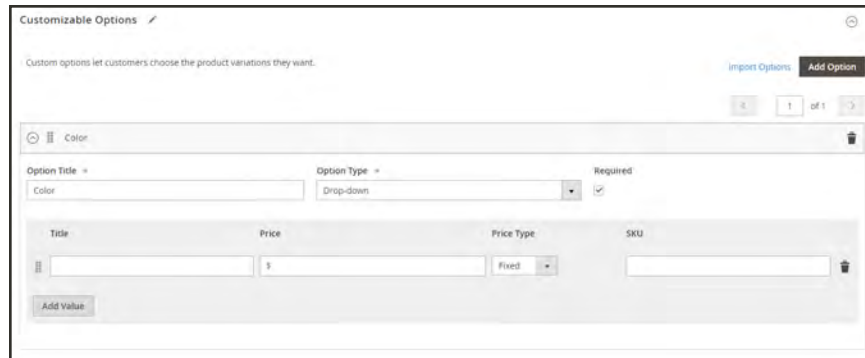 Customizable Options
Custom options let customers choose the product variations they want.
Import Options
Add Option
1 of 1
Color
Option Title *
Option Type *
Required
Color
Drop-down
Title
Price
Price Type
SKU
$
Fixed
Add Value